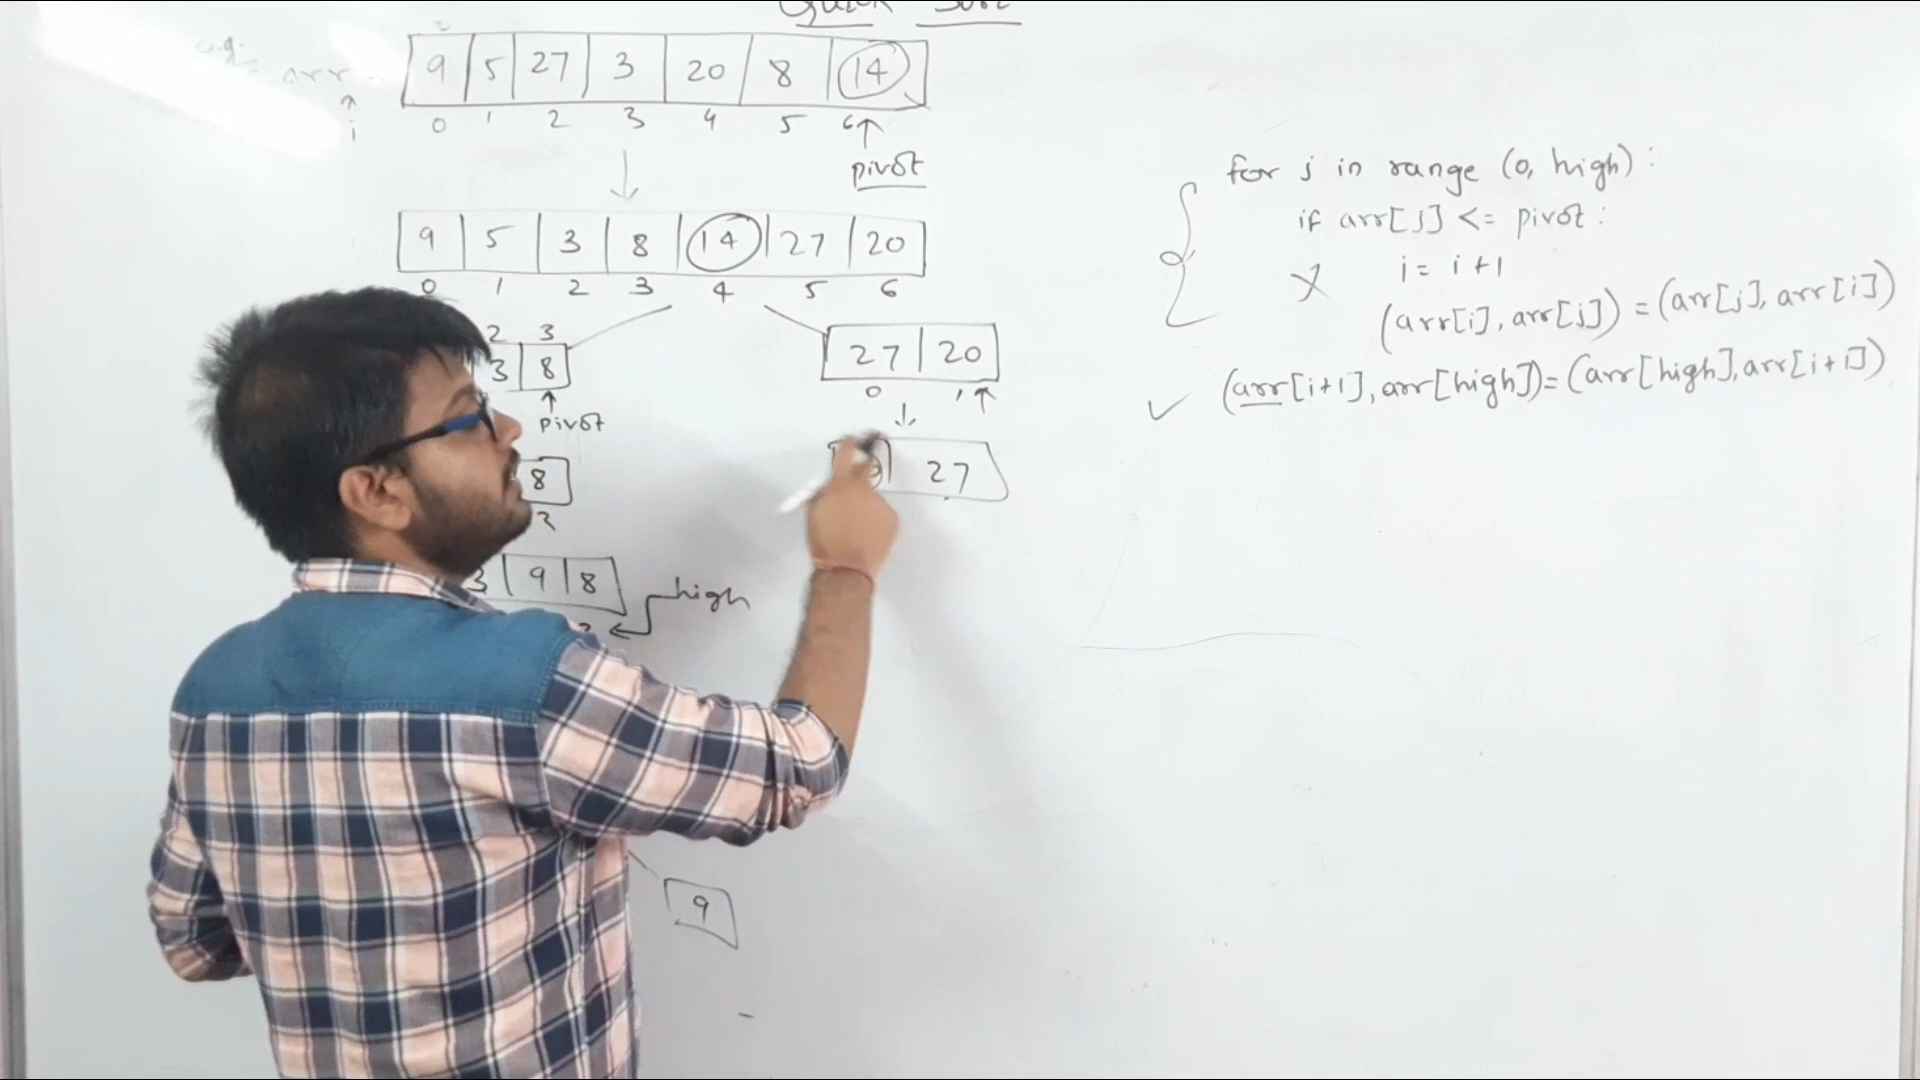 Quick Sort
e.g. arr
9 5 27 3 20 8 14
i 0 1 2 3 4 5 6
pivot
9 5 3 8 14 27 20
0 1 2 3 4 5 6
2 3
3 8
pivot
8
2
3 9 8
high
2
9
27 20
0 1
27
for j in range (0, high):
if arr[j] <= pivot:
i = i+1
(arr[i], arr[j]) = (arr[j], arr[i])
(arr[i+1], arr[high]) = (arr[high], arr[i+1])